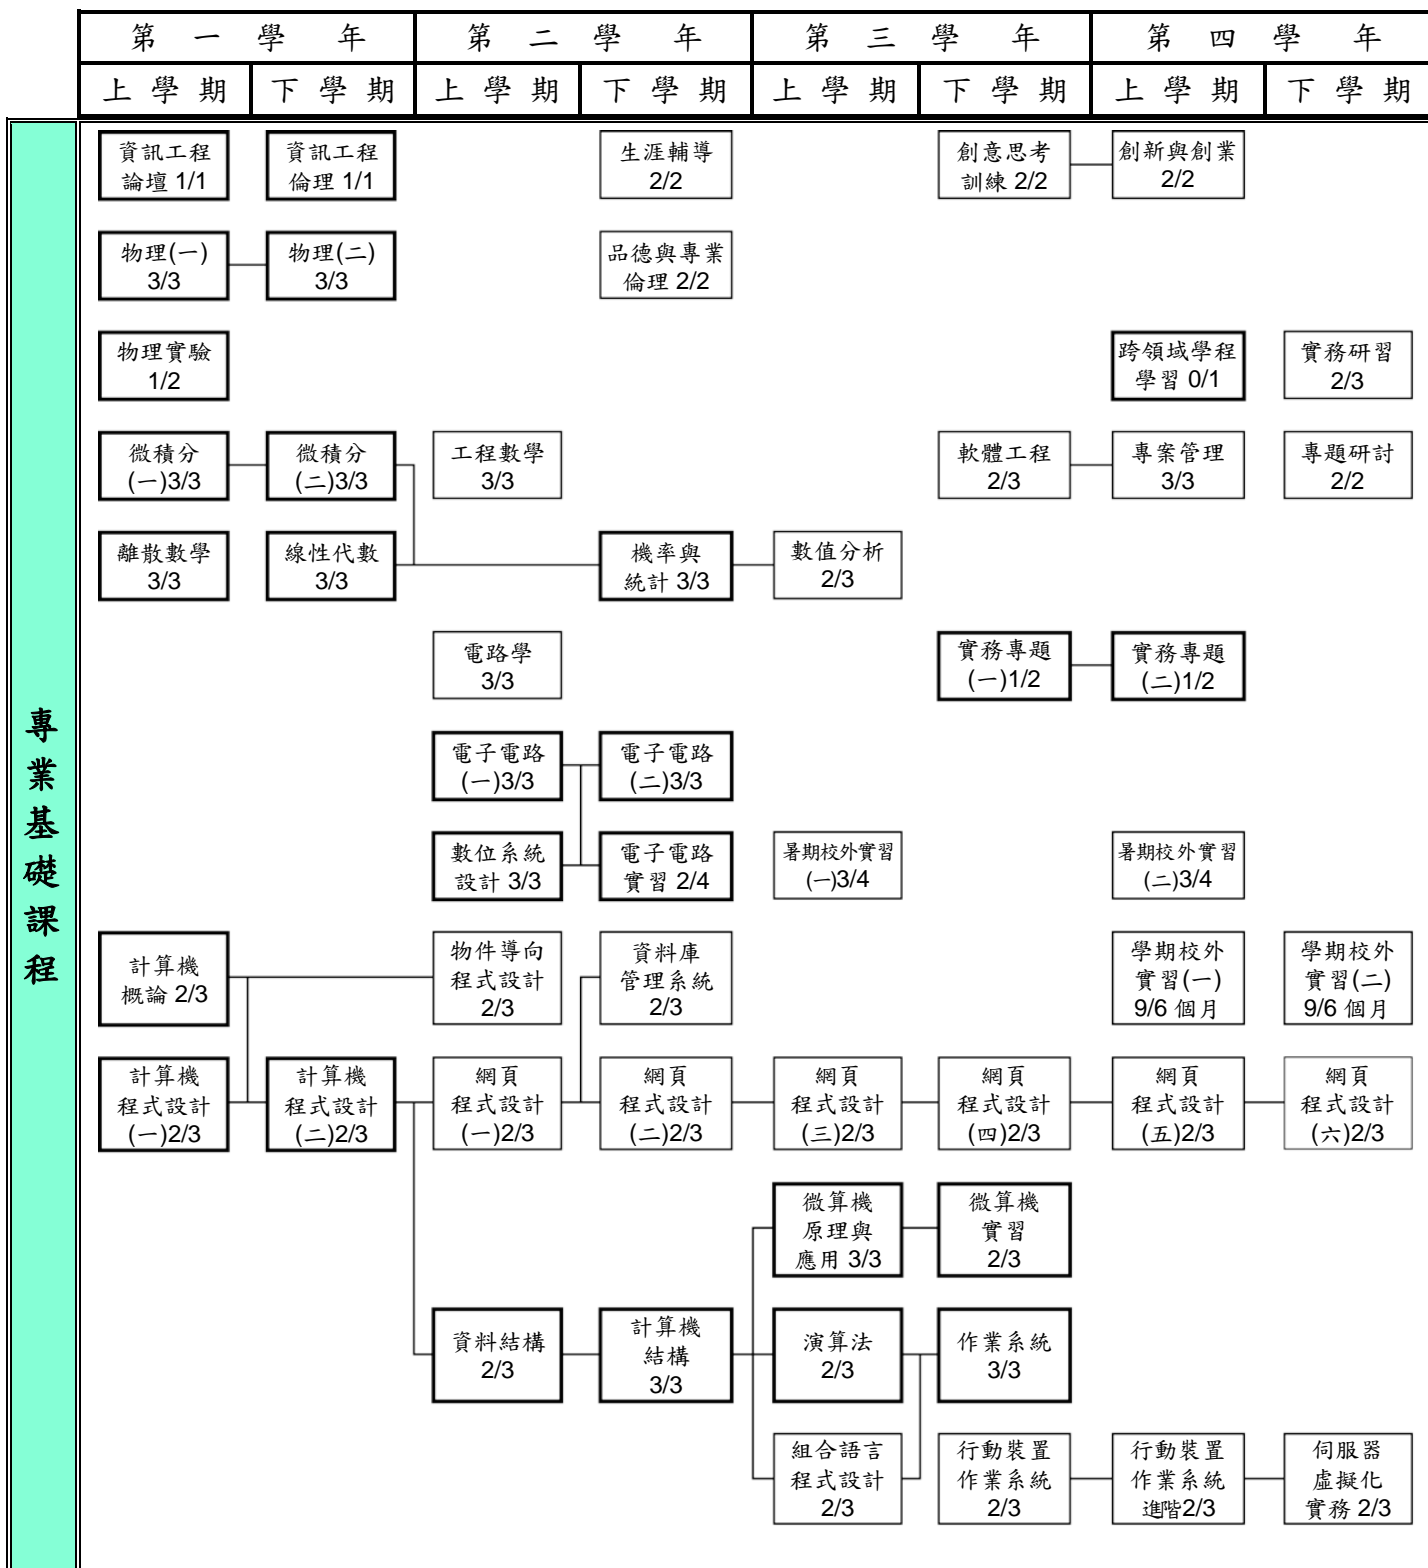 第一學年
第二學年
第三學年
第四學年
上學期
下學期
上學期
下學期
上學期
下學期
上學期
下學期
專業基礎課程
資訊工程
論壇 1/1
資訊工程
倫理 1/1
生涯輔導
2/2
創意思考
訓練 2/2
創新與創業
2/2
物理(一)
3/3
物理(二)
3/3
品德與專業
倫理 2/2
物理實驗
1/2
跨領域學程
學習 0/1
實務研習
2/3
微積分
(一)3/3
微積分
(二)3/3
工程數學
3/3
軟體工程
2/3
專案管理
3/3
專題研討
2/2
離散數學
3/3
線性代數
3/3
機率與
統計 3/3
數值分析
2/3
電路學
3/3
實務專題
(一)1/2
實務專題
(二)1/2
電子電路
(一)3/3
電子電路
(二)3/3
數位系統
設計 3/3
電子電路
實習 2/4
暑期校外實習
(一)3/4
暑期校外實習
(二)3/4
計算機
概論 2/3
物件導向
程式設計
2/3
資料庫
管理系統
2/3
學期校外
實習(一)
9/6 個月
學期校外
實習(二)
9/6 個月
計算機
程式設計
(一)2/3
計算機
程式設計
(二)2/3
網頁
程式設計
(一)2/3
網頁
程式設計
(二)2/3
網頁
程式設計
(三)2/3
網頁
程式設計
(四)2/3
網頁
程式設計
(五)2/3
網頁
程式設計
(六)2/3
微算機
原理與
應用 3/3
微算機
實習
2/3
資料結構
2/3
計算機
結構
3/3
演算法
2/3
作業系統
3/3
組合語言
程式設計
2/3
行動裝置
作業系統
2/3
行動裝置
作業系統
進階2/3
伺服器
虛擬化
實務 2/3